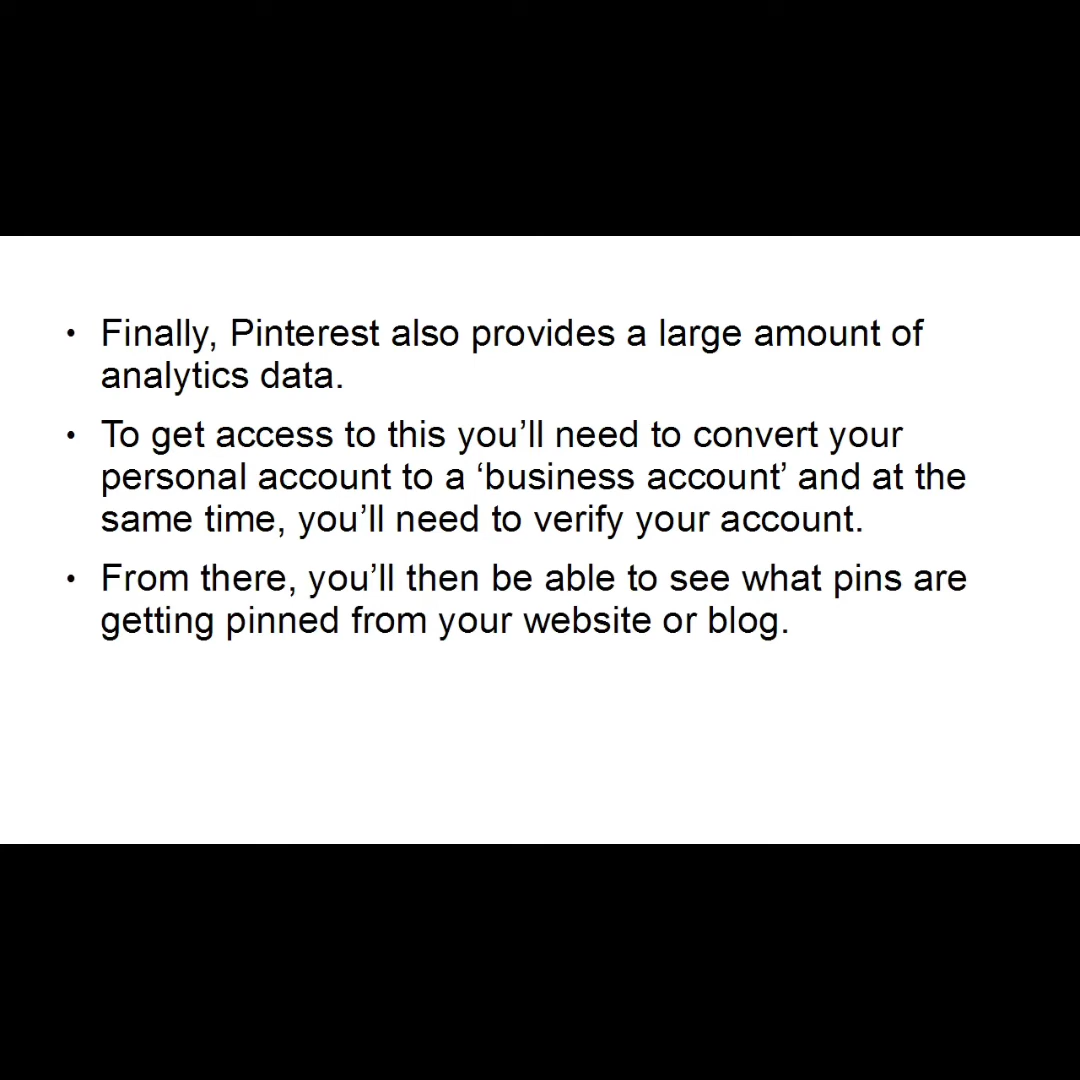 • Finally, Pinterest also provides a large amount of
analytics data.
• To get access to this you’ll need to convert your
personal account to a ‘business account’ and at the
same time, you’ll need to verify your account.
• From there, you’ll then be able to see what pins are
getting pinned from your website or blog.